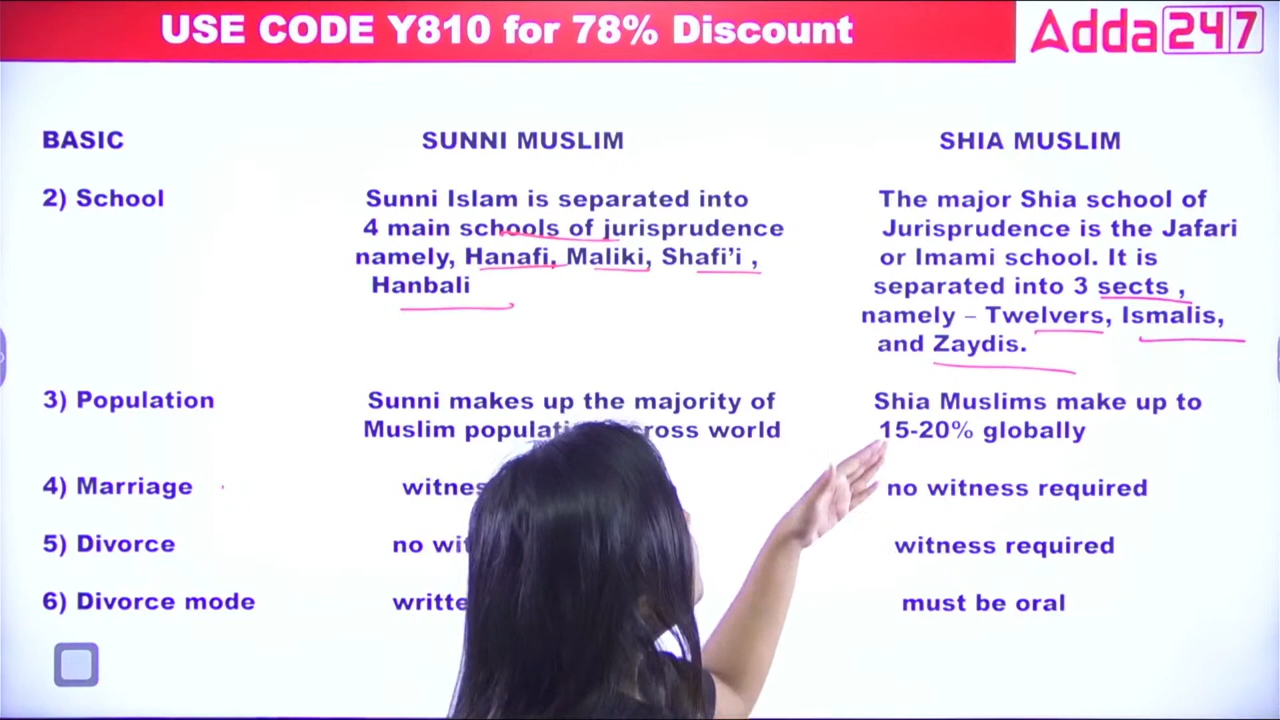 USE CODE Y810 for 78% Discount
Adda247
BASIC SUNNI MUSLIM SHIA MUSLIM
2) School
Sunni Islam is separated into
4 main schools of jurisprudence
namely, Hanafi, Maliki, Shafi'i ,
Hanbali
The major Shia school of
Jurisprudence is the Jafari
or Imami school. It is
separated into 3 sects ,
namely – Twelvers, Ismalis,
and Zaydis.
3) Population
Sunni makes up the majority of
Muslim world
Shia Muslims make up to
15-20% globally
4) Marriage no witness required
5) Divorce no witness required
6) Divorce mode must be oral